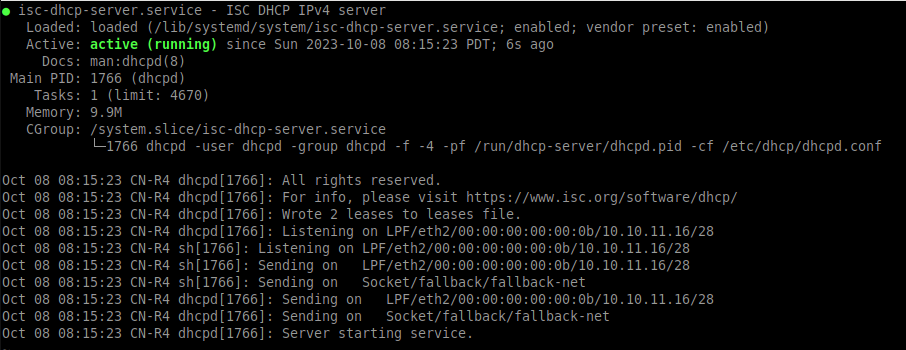 ● isc-dhcp-server.service - ISC DHCP IPv4 server
Loaded: loaded (/lib/systemd/system/isc-dhcp-server.service; enabled; vendor preset: enabled)
Active: active (running) since Sun 2023-10-08 08:15:23 PDT; 6s ago
Docs: man:dhcpd(8)
Main PID: 1766 (dhcpd)
Tasks: 1 (limit: 4670)
Memory: 9.9M
CGroup: /system.slice/isc-dhcp-server.service
└─1766 dhcpd -user dhcpd -group dhcpd -f -4 -pf /run/dhcp-server/dhcpd.pid -cf /etc/dhcp/dhcpd.conf
Oct 08 08:15:23 CN-R4 dhcpd[1766]: All rights reserved.
Oct 08 08:15:23 CN-R4 dhcpd[1766]: For info, please visit https://www.isc.org/software/dhcp/
Oct 08 08:15:23 CN-R4 dhcpd[1766]: Wrote 2 leases to leases file.
Oct 08 08:15:23 CN-R4 dhcpd[1766]: Listening on LPF/eth2/00:00:00:00:00:0b/10.10.11.16/28
Oct 08 08:15:23 CN-R4 sh[1766]: Listening on LPF/eth2/00:00:00:00:00:0b/10.10.11.16/28
Oct 08 08:15:23 CN-R4 sh[1766]: Sending on   LPF/eth2/00:00:00:00:00:0b/10.10.11.16/28
Oct 08 08:15:23 CN-R4 sh[1766]: Sending on   Socket/fallback/fallback-net
Oct 08 08:15:23 CN-R4 dhcpd[1766]: Sending on   LPF/eth2/00:00:00:00:00:0b/10.10.11.16/28
Oct 08 08:15:23 CN-R4 dhcpd[1766]: Sending on   Socket/fallback/fallback-net
Oct 08 08:15:23 CN-R4 dhcpd[1766]: Server starting service.